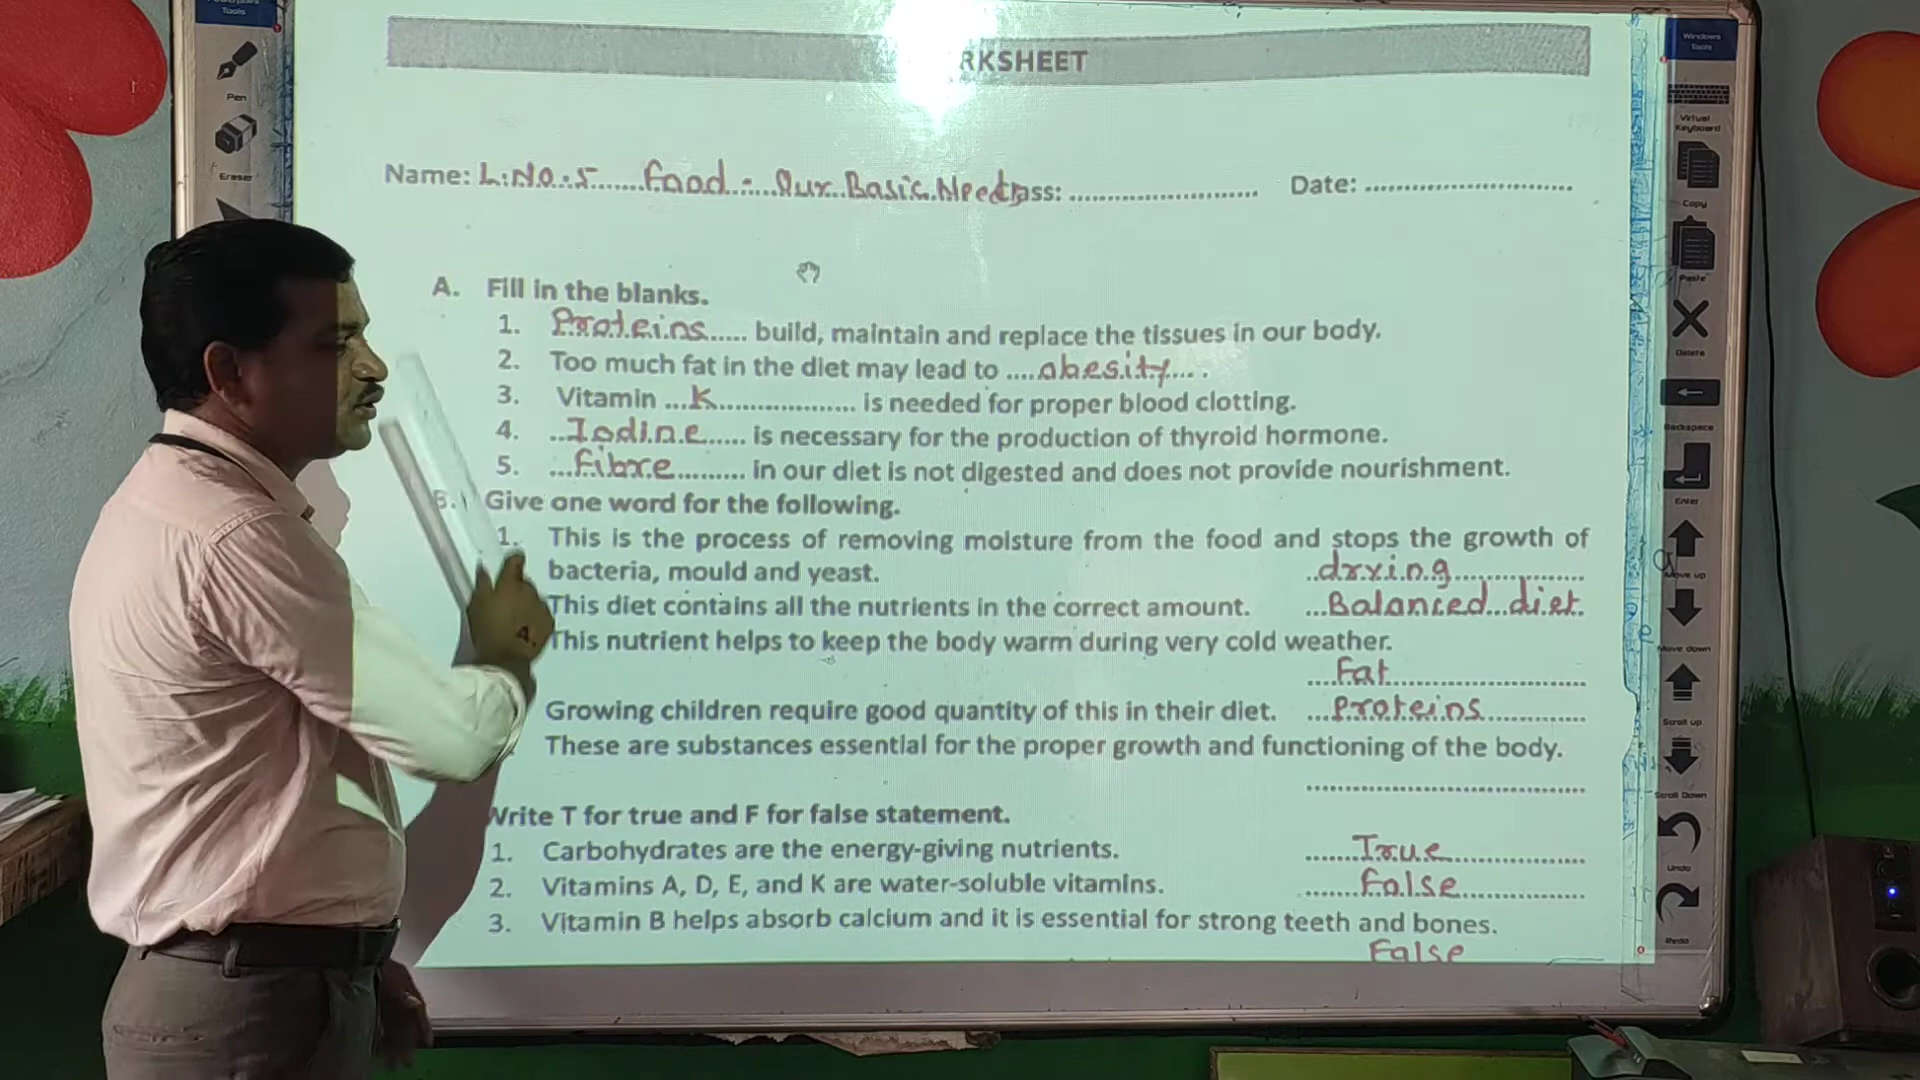 Tools
Windows
Tools
Pen
Eraser
Virtual
Keyboard
Copy
Paste
Delete
Backspace
Enter
Move up
Move down
Scroll up
Scroll Down
Undo
Redo
RKSHEET
Name: L.No.5 Food - Our Basic Need ass: Date:
A. Fill in the blanks.
1. Proteins build, maintain and replace the tissues in our body.
2. Too much fat in the diet may lead to obesity.
3. Vitamin K is needed for proper blood clotting.
4. Iodine is necessary for the production of thyroid hormone.
5. Fibre in our diet is not digested and does not provide nourishment.
B. Give one word for the following.
1. This is the process of removing moisture from the food and stops the growth of
bacteria, mould and yeast. drying
This diet contains all the nutrients in the correct amount. Balanced diet.
This nutrient helps to keep the body warm during very cold weather.
Fat
4. Growing children require good quantity of this in their diet. Proteins
These are substances essential for the proper growth and functioning of the body.
Write T for true and F for false statement.
1. Carbohydrates are the energy-giving nutrients. True
2. Vitamins A, D, E, and K are water-soluble vitamins. False
3. Vitamin B helps absorb calcium and it is essential for strong teeth and bones.
False